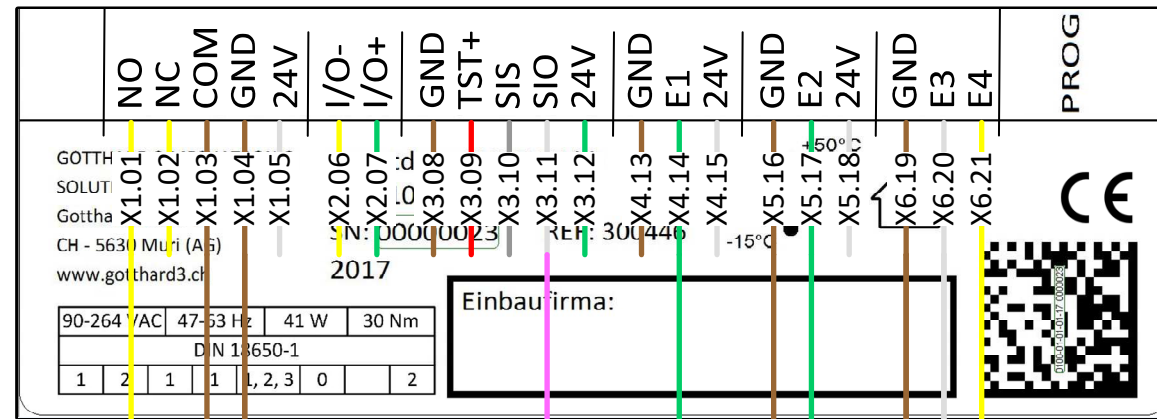 NO NC COM GND 24V I/O- I/O+ GND TST+ SIS SIO 24V GND E1 24V GND E2 24V GND E3 E4 PROG
X1.01 X1.02 X1.03 X1.04 X1.05 X2.06 X2.07 X3.08 X3.09 X3.10 X3.11 X3.12 X4.13 X4.14 X4.15 X5.16 X5.17 X5.18 X6.19 X6.20 X6.21
+50°C
-15°C
SOLUT
Gottha
CH - 5630 Muri (AG)
www.gotthard3.ch
SN: 00000023 REF: 300446
2017
CE
90-264 VAC 47-63 Hz 41 W 30 Nm
DIN 18650-1
1 2 1 1 1, 2, 3 0 2
Einbaufirma: